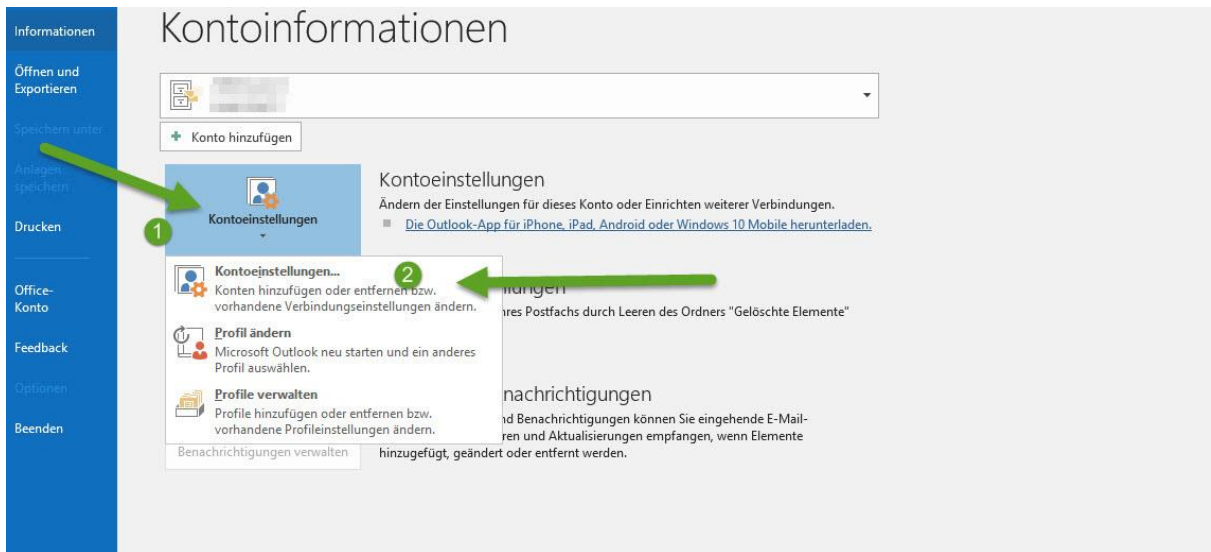 Informationen
Öffnen und
Exportieren
Speichern unter
Anlagen
speichern
Drucken
Office-
Konto
Feedback
Optionen
Beenden
Kontoinformationen
Konto hinzufügen
Kontoeinstellungen
1
Kontoeinstellungen
Ändern der Einstellungen für dieses Konto oder Einrichten weiterer Verbindungen.
Die Outlook-App für iPhone, iPad, Android oder Windows 10 Mobile herunterladen.
Kontoeinstellungen...
2
Konten hinzufügen oder entfernen bzw.
vorhandene Verbindungseinstellungen ändern.
Profil ändern
Microsoft Outlook neu starten und ein anderes
Profil auswählen.
Profile verwalten
Profile hinzufügen oder entfernen bzw.
vorhandene Profileinstellungen ändern.
Benachrichtigungen verwalten
hres Postfachs durch Leeren des Ordners "Gelöschte Elemente"
nachrichtigungen
nd Benachrichtigungen können Sie eingehende E-Mail-
ren und Aktualisierungen empfangen, wenn Elemente
hinzugefügt, geändert oder entfernt werden.